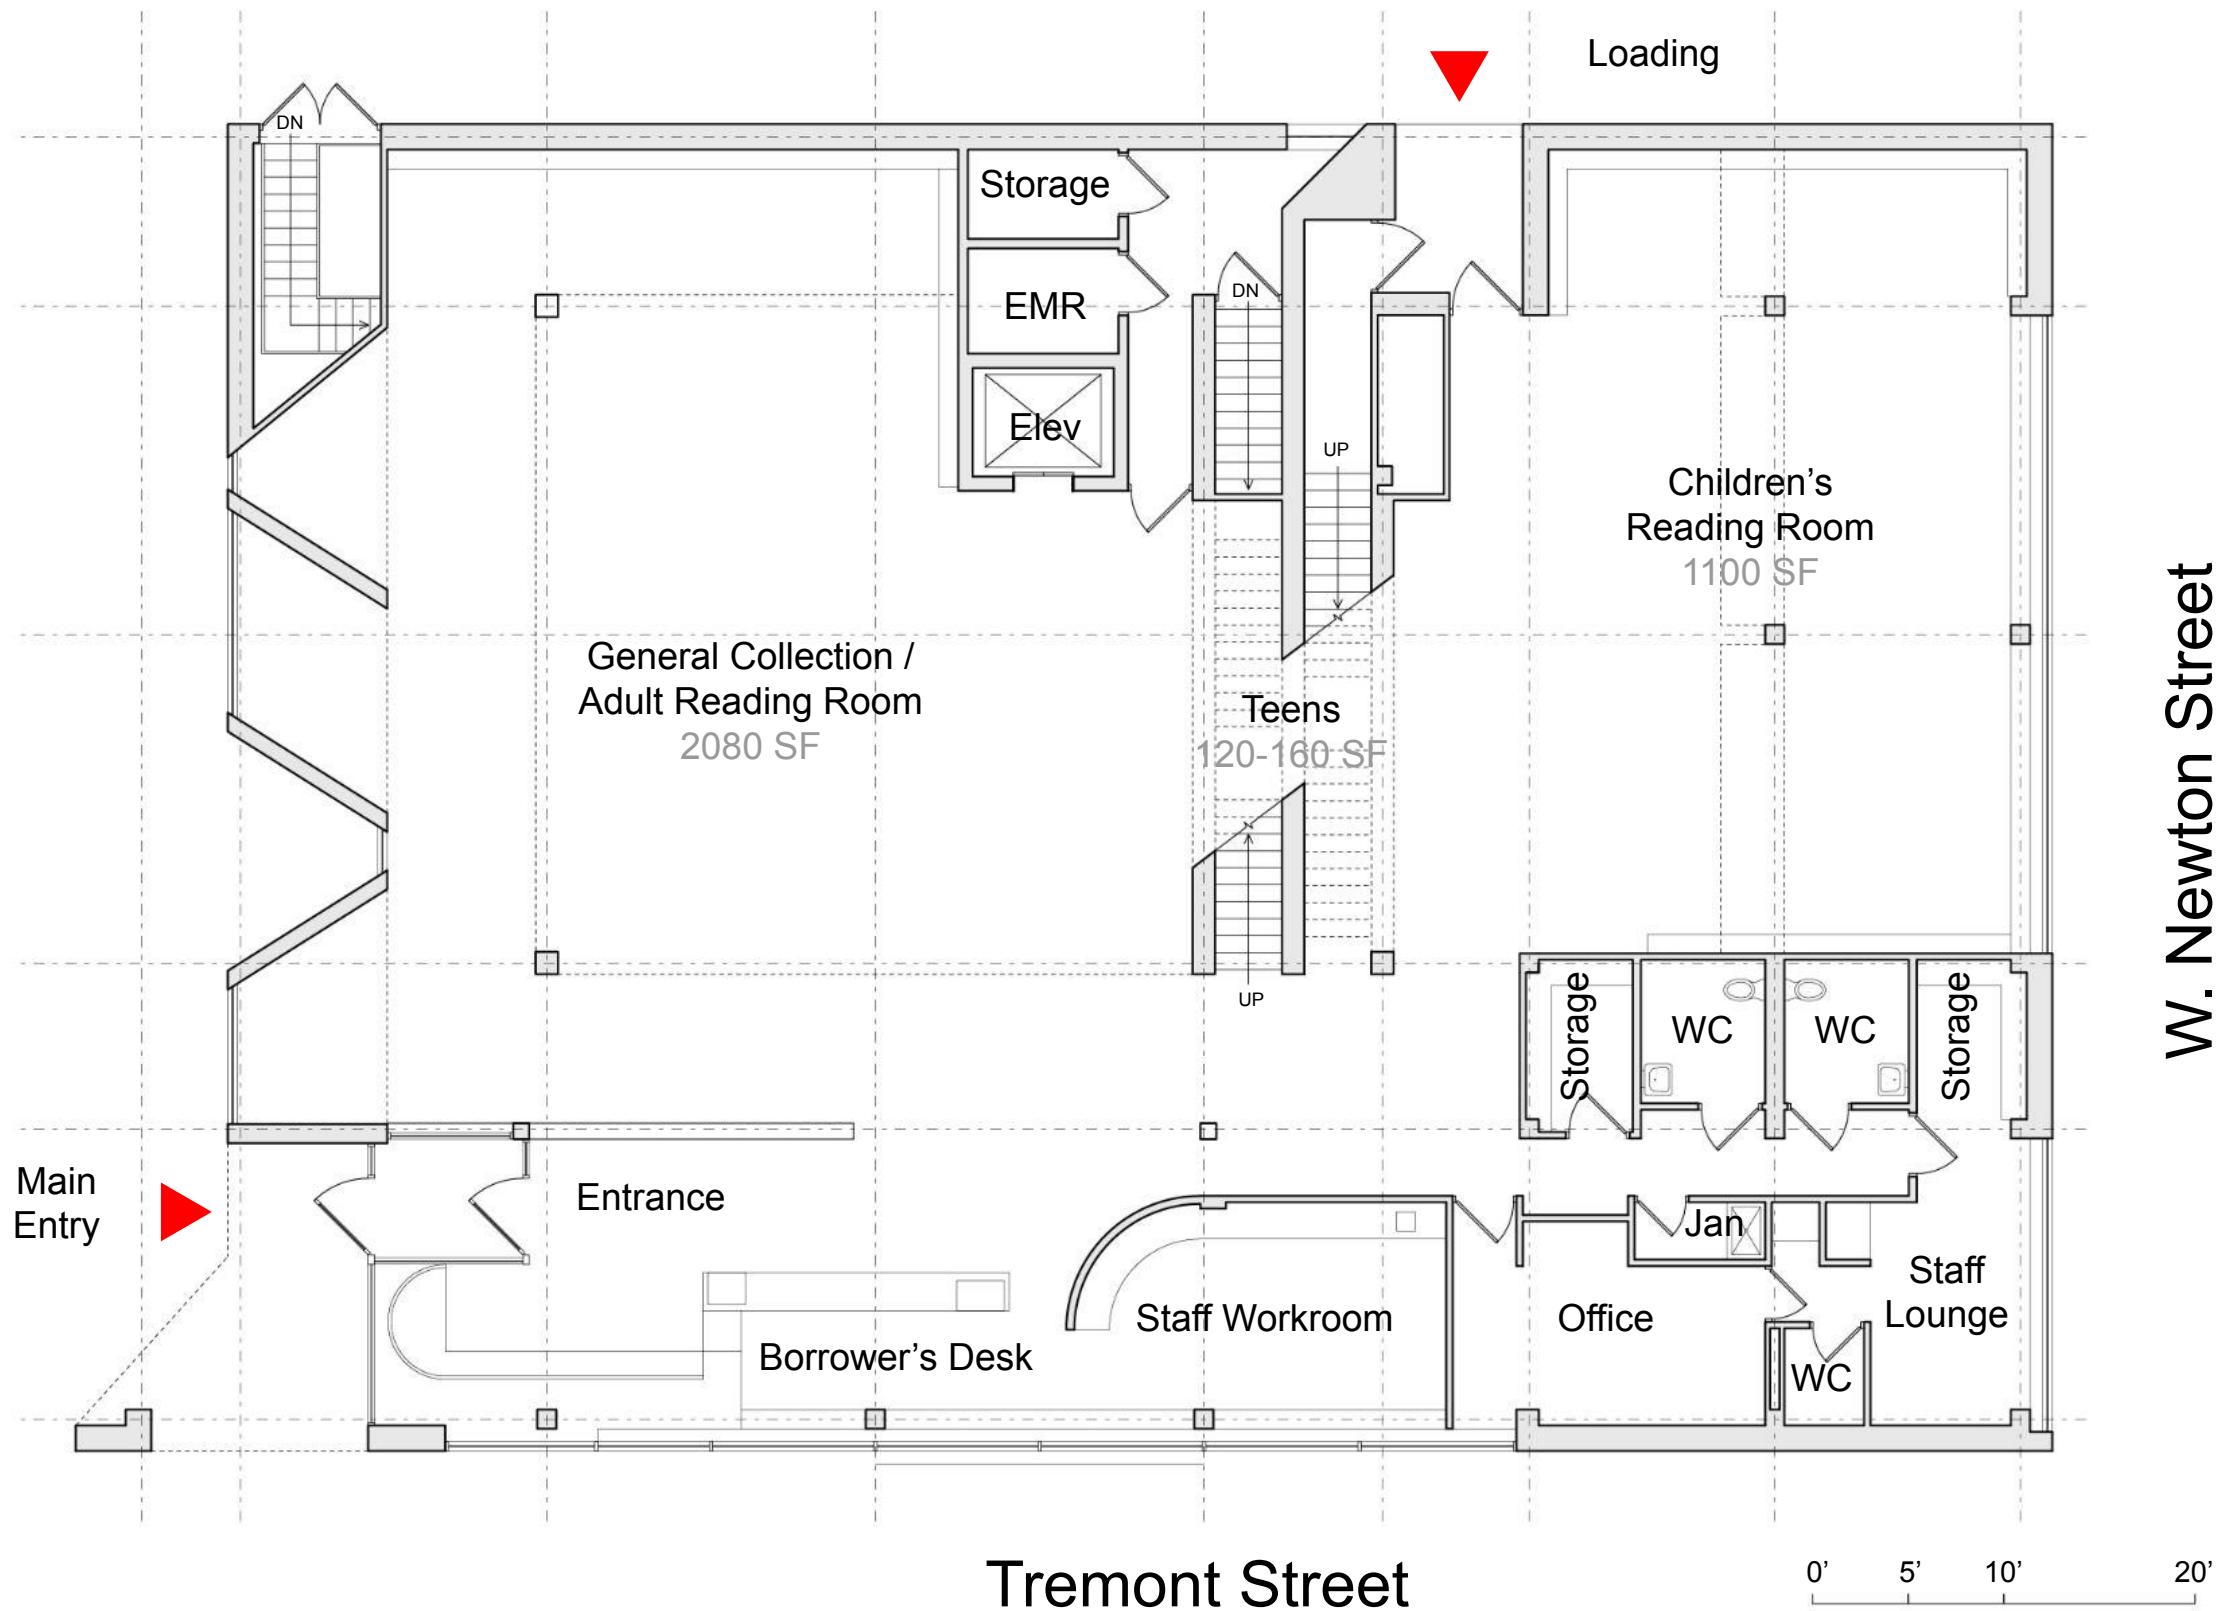 Loading
DN
Storage
EMR
DN
Elev
UP
Children’s
Reading Room
1100 SF
General Collection /
Adult Reading Room
2080 SF
Teens
120-160 SF
W. Newton Street
UP
Storage
WC
WC
Storage
Main
Entry
Entrance
Jan
Staff
Lounge
Staff Workroom
Office
Borrower’s Desk
WC
Tremont Street
0’ 5’ 10’ 20’